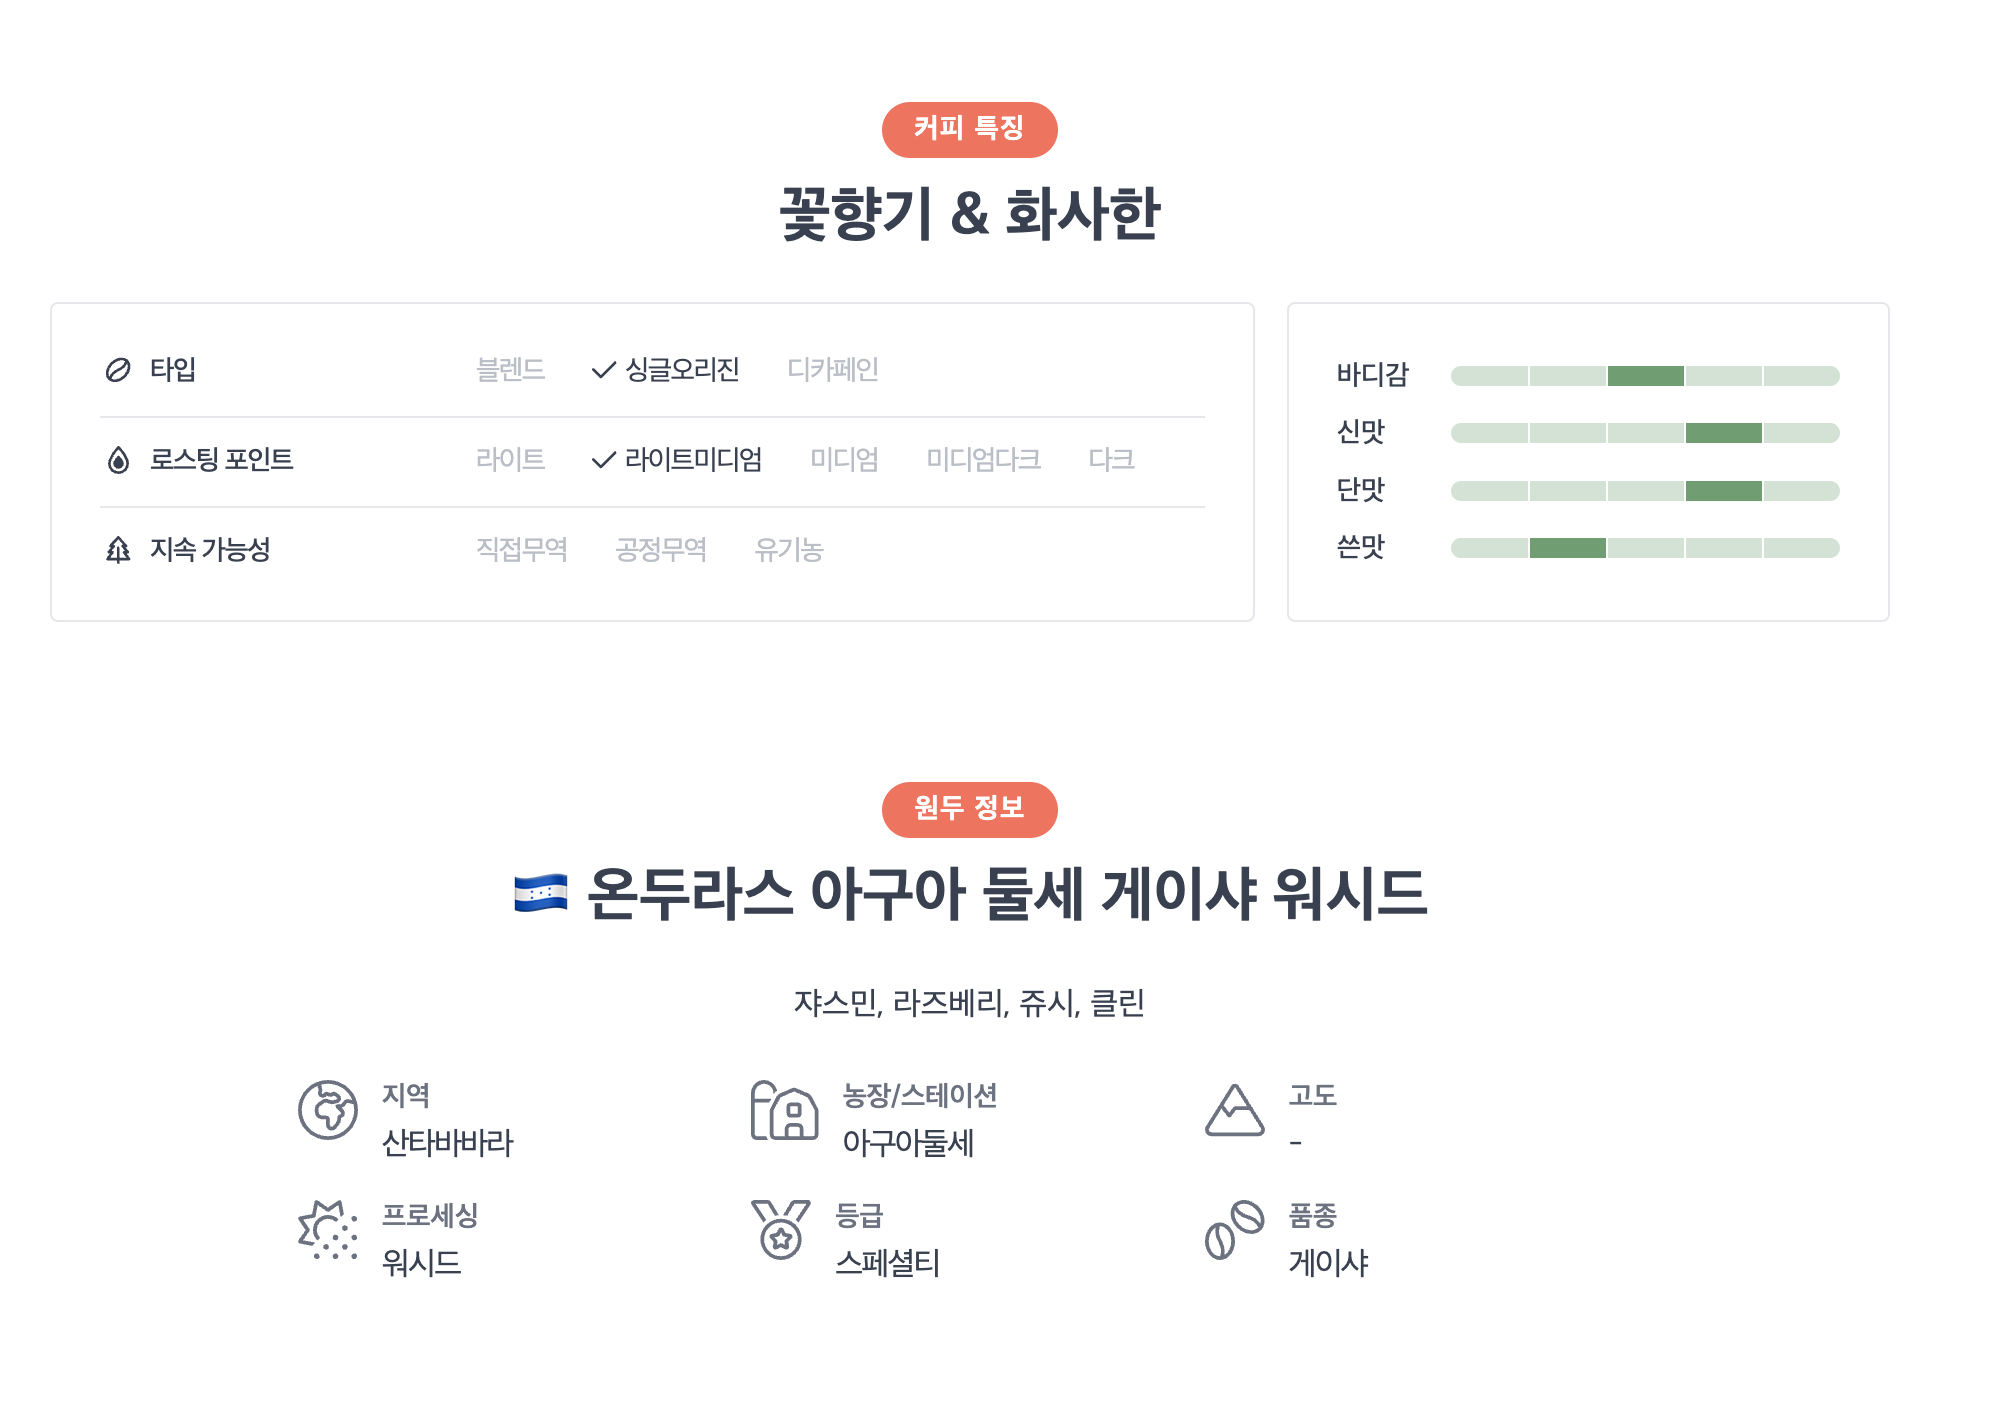 커피 특징
꽃향기 & 화사한
타입 블렌드 싱글오리진 디카페인
로스팅 포인트 라이트 라이트미디엄 미디엄 미디엄다크 다크
지속 가능성 직접무역 공정무역 유기농
바디감
신맛
단맛
쓴맛
원두 정보
온두라스 아구아 둘세 게이샤 워시드
쟈스민, 라즈베리, 쥬시, 클린
지역
산타바바라
농장/스테이션
아구아둘세
고도
-
프로세싱
워시드
등급
스페셜티
품종
게이샤